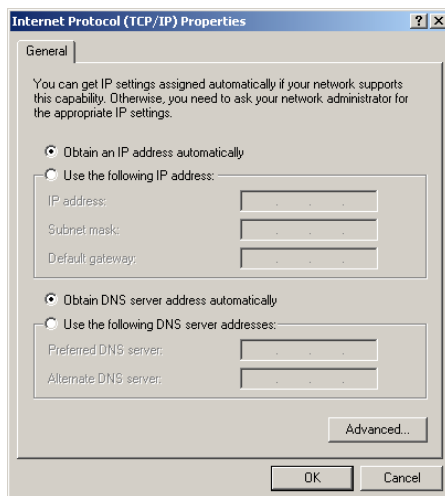 Internet Protocol (TCP/IP) Properties
General
You can get IP settings assigned automatically if your network supports
this capability. Otherwise, you need to ask your network administrator for
the appropriate IP settings.
Obtain an IP address automatically
Use the following IP address:
IP address:
Subnet mask:
Default gateway:
Obtain DNS server address automatically
Use the following DNS server addresses:
Preferred DNS server:
Alternate DNS server:
Advanced...
OK
Cancel